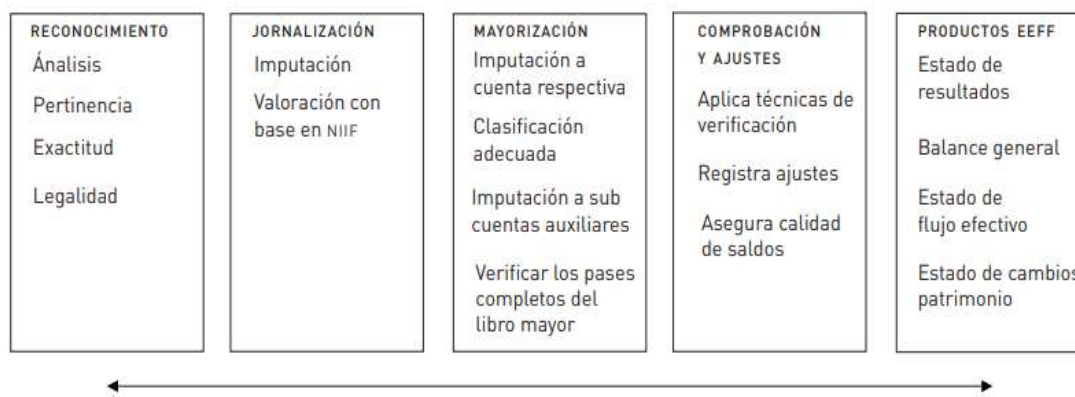 RECONOCIMIENTO
Ánalisis
Pertinencia
Exactitud
Legalidad
JORNALIZACIÓN
Imputación
Valoración con
base en NIIF
MAYORIZACIÓN
Imputación a
cuenta respectiva
Clasificación
adecuada
Imputación a sub
cuentas auxiliares
Verificar los pases
completos del
libro mayor
COMPROBACIÓN
Y AJUSTES
Aplica técnicas de
verificación
Registra ajustes
Asegura calidad
de saldos
PRODUCTOS EEFF
Estado de
resultados
Balance general
Estado de
flujo efectivo
Estado de cambios
patrimonio